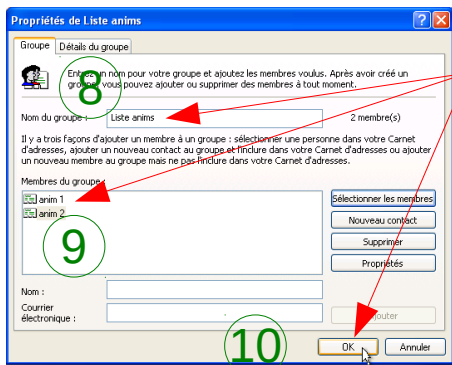 Propriétés de Liste anims
Groupe Détails du groupe
8
Entrez un nom pour votre groupe et ajoutez les membres voulus. Après avoir créé un
groupe, vous pouvez ajouter ou supprimer des membres à tout moment.
Nom du groupe : Liste anims 2 membre(s)
Il y a trois façons d'ajouter un membre à un groupe : sélectionner une personne dans votre Carnet
d'adresses, ajouter un nouveau contact au groupe et l'inclure dans votre Carnet d'adresses ou ajouter
un nouveau membre au groupe mais ne pas l'inclure dans votre Carnet d'adresses.
Membres du groupe :
anim 1
anim 2
9
Sélectionner les membres
Nouveau contact
Supprimer
Propriétés
Nom :
Courrier
électronique :
Ajouter
10
OK Annuler